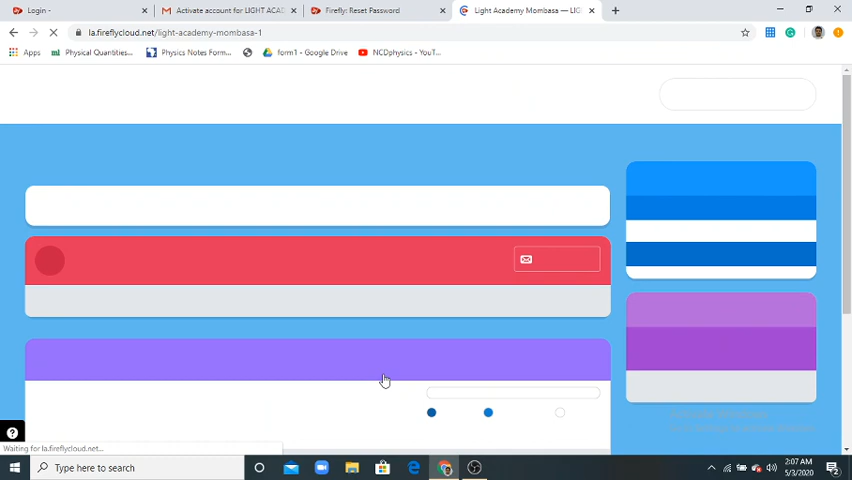 Login -
Activate account for LIGHT ACAD
Firefly: Reset Password
Light Academy Mombasa — LIG
la.fireflycloud.net/light-academy-mombasa-1
Apps
Physical Quantities...
Physics Notes Form...
form1 - Google Drive
NCDphysics - YouT...
Waiting for la.fireflycloud.net...
Type here to search
2:07 AM
5/3/2020
2